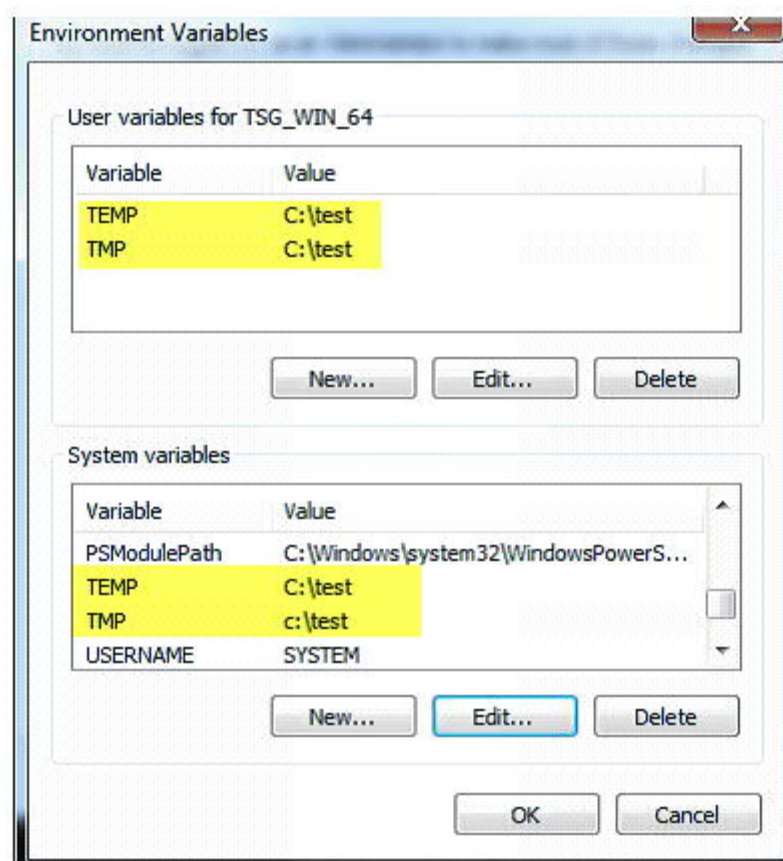 Environment Variables
User variables for TSG_WIN_64
Variable Value
TEMP C:\test
TMP C:\test
New... Edit... Delete
System variables
Variable Value
PSModulePath C:\Windows\system32\WindowsPowerS...
TEMP C:\test
TMP c:\test
USERNAME SYSTEM
New... Edit... Delete
OK Cancel